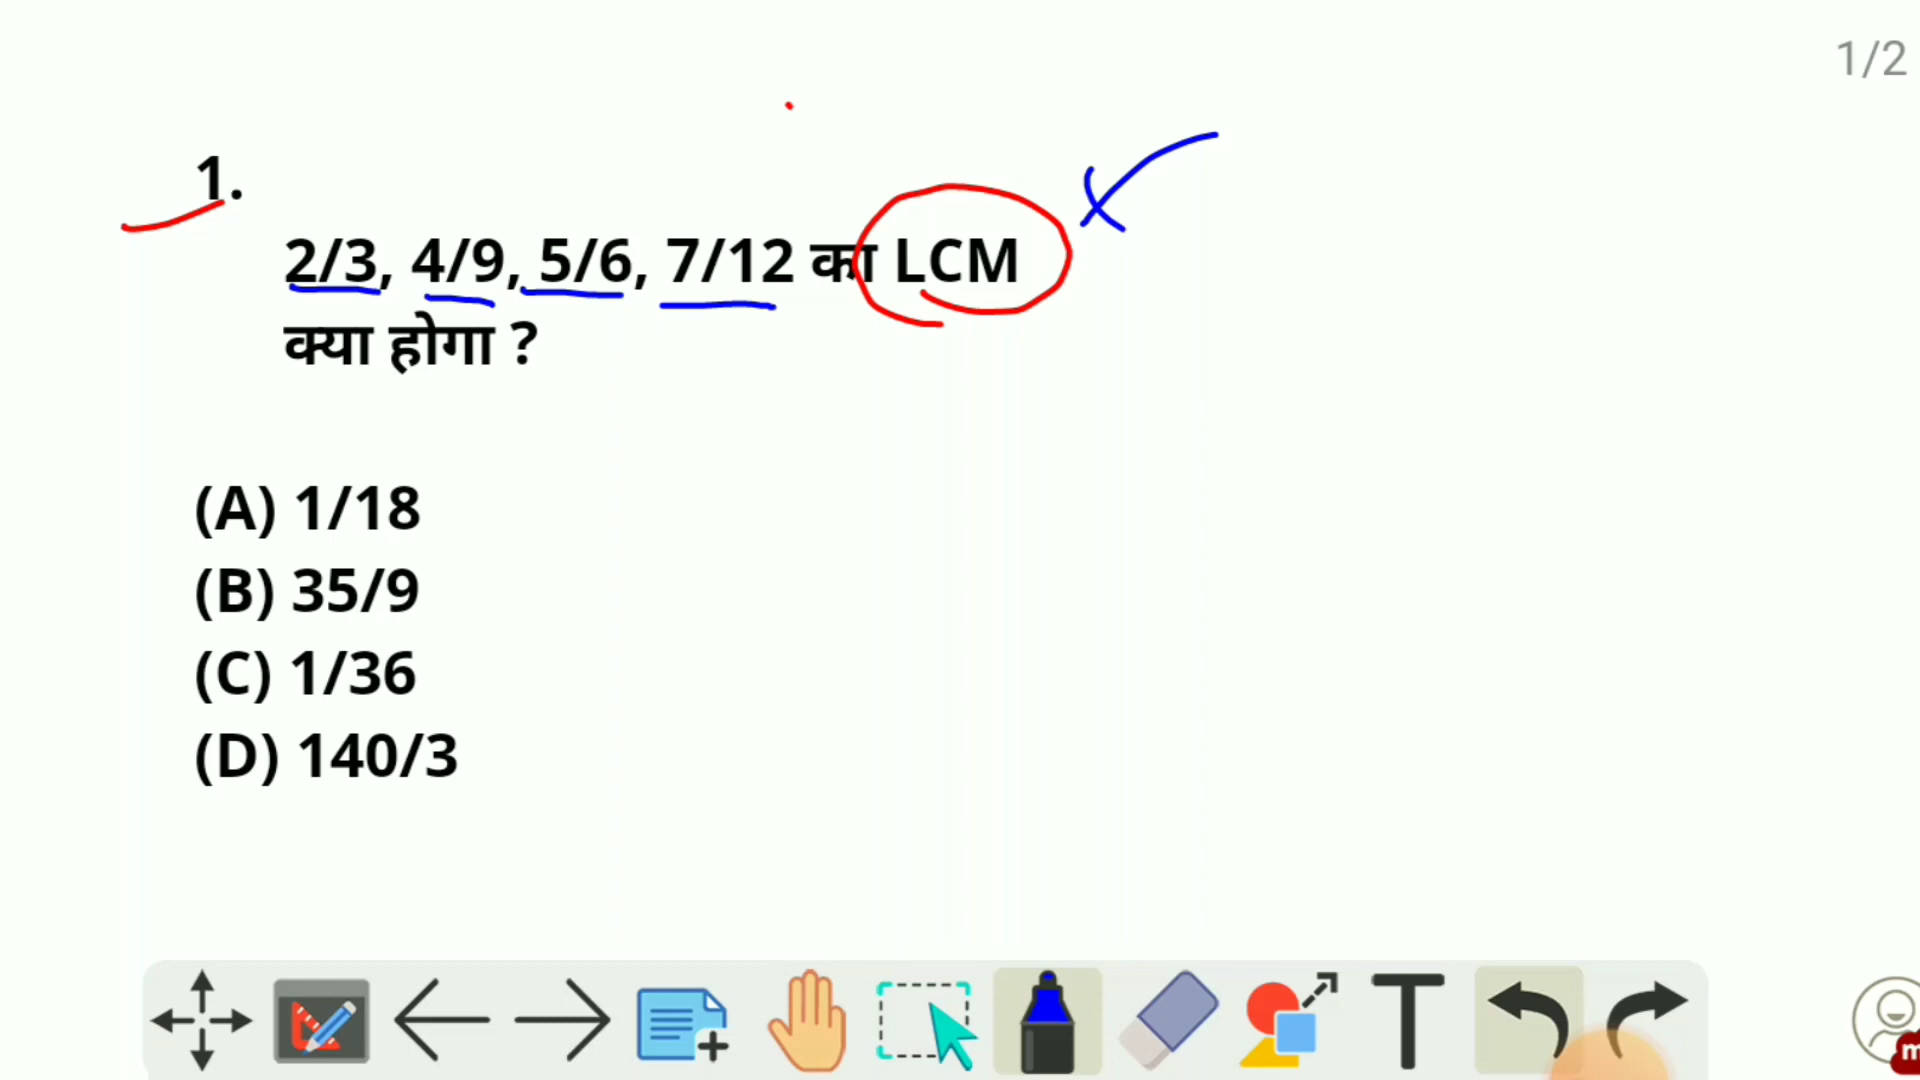 1/2
1.
2/3, 4/9, 5/6, 7/12 का LCM
क्या होगा ?
(A) 1/18
(B) 35/9
(C) 1/36
(D) 140/3
T
m